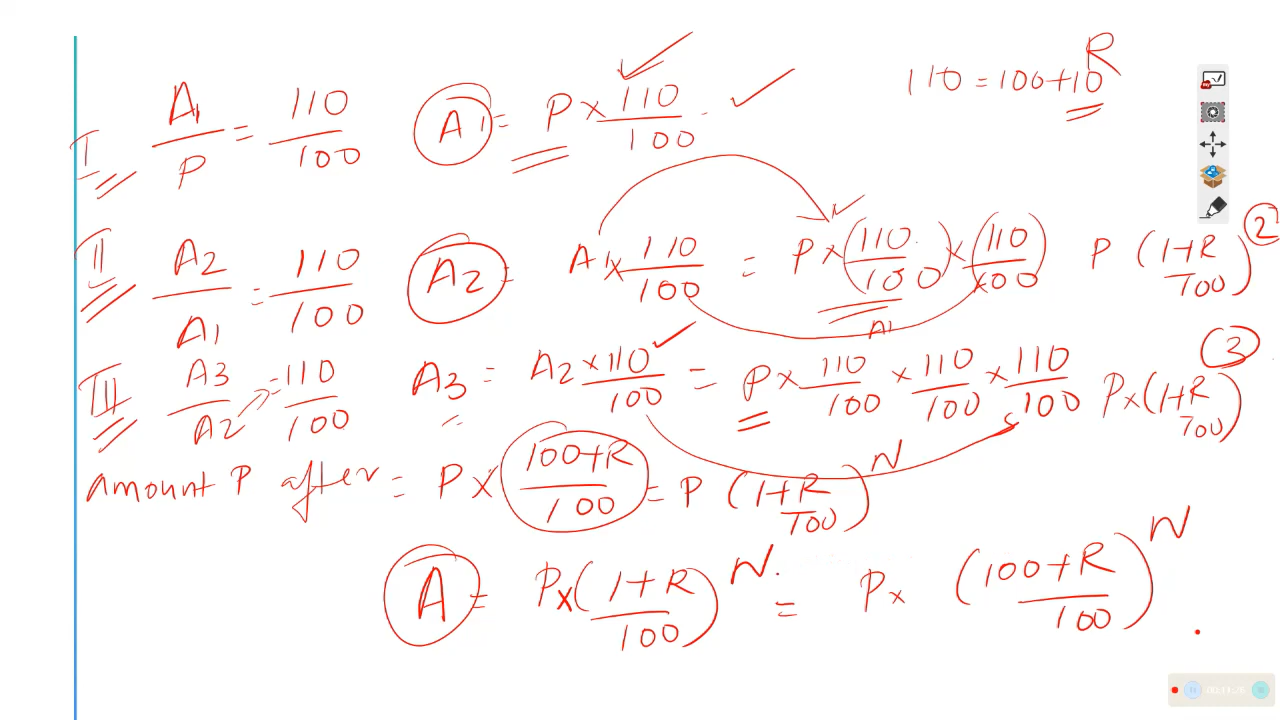 I A1/P = 110/100 A1 = P × 110/100 110 = 100+10 R
II A2/A1 = 110/100 A2 = A1 × 110/100 = P × (110/100) × (110/100) P (1+R/100)^2
A1
III A3/A2 = 110/100 A3 = A2 × 110/100 = P × 110/100 × 110/100 × 110/100 P × (1+R/100)^3
amount P after = P × 100+R/100 = P (1+R/100)^N
A = P × (1+R/100)^N = P × (100+R/100)^N